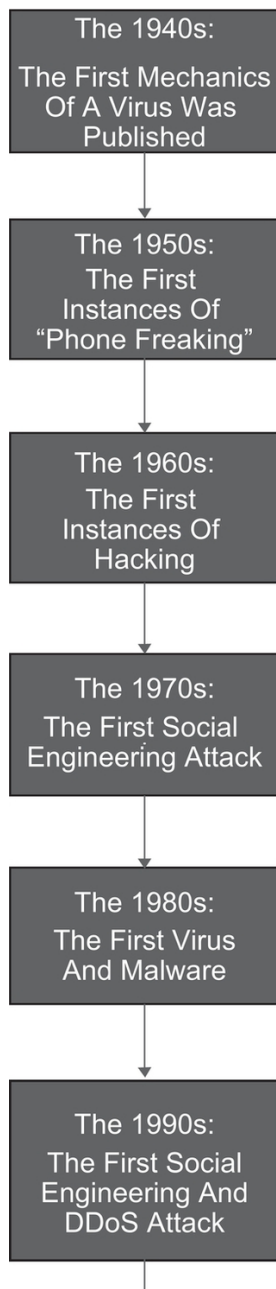 The 1940s:
The First Mechanics
Of A Virus Was
Published
The 1950s:
The First
Instances Of
“Phone Freaking”
The 1960s:
The First
Instances Of
Hacking
The 1970s:
The First Social
Engineering Attack
The 1980s:
The First Virus
And Malware
The 1990s:
The First Social
Engineering And
DDoS Attack